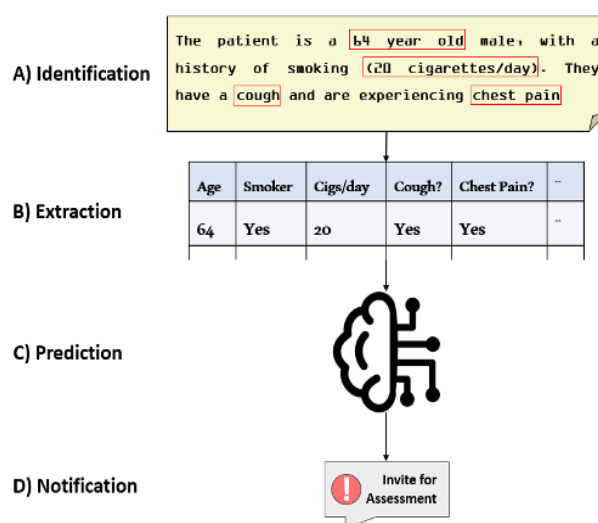 A) Identification
The patient is a 64 year old male, with a
history of smoking (20 cigarettes/day). They
have a cough and are experiencing chest pain
B) Extraction
Age Smoker Cigs/day Cough? Chest Pain? ..
64 Yes 20 Yes Yes ..
C) Prediction
D) Notification
! Invite for
Assessment